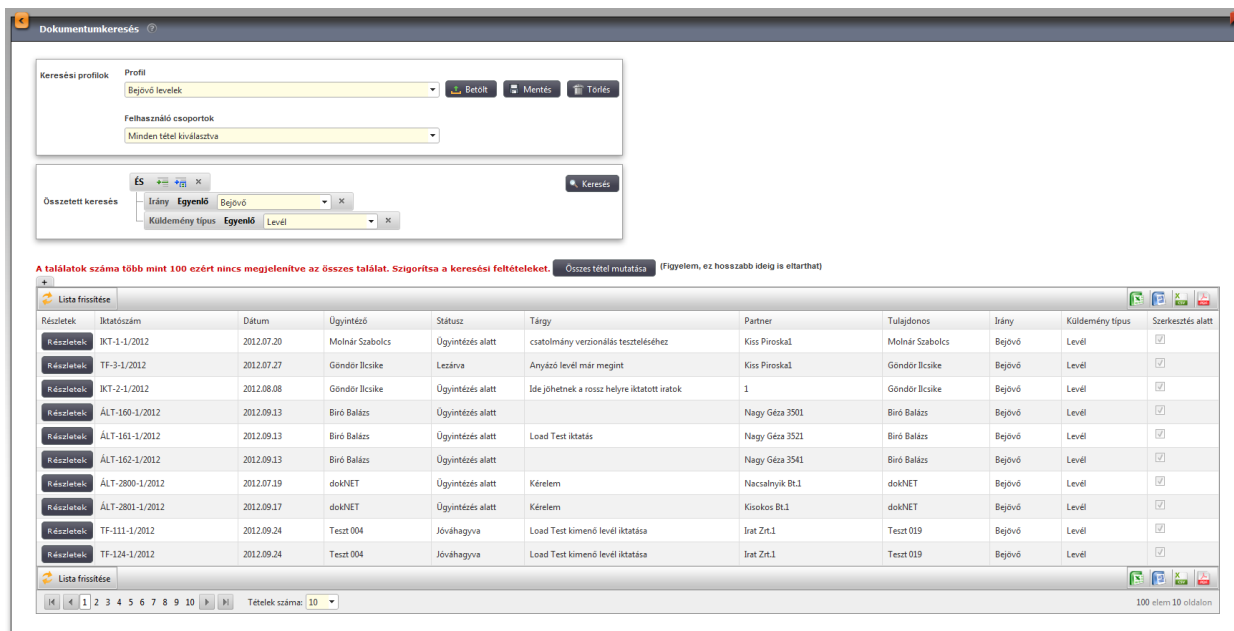 Dokumentumkeresés ?
Keresési profilok
Profil
Bejövő levelek
Betölt Mentés Törlés
Felhasználó csoportok
Minden tétel kiválasztva
Összetett keresés
ÉS
Keresés
Irány Egyenlő Bejövő
Küldemény típus Egyenlő Levél
A találatok száma több mint 100 ezért nincs megjelenítve az összes találat. Szigorítsa a keresési feltételeket. Összes tétel mutatása (Figyelem, ez hosszabb ideig is eltarthat)
+
Lista frissítése
Részletek Iktatószám Dátum Ügyintéző Státusz Tárgy Partner Tulajdonos Irány Küldemény típus Szerkesztés alatt
Részletek IKT-1-1/2012 2012.07.20 Molnár Szabolcs Ügyintézés alatt csatolmány verzionálás teszteléséhez Kiss Piroska1 Molnár Szabolcs Bejövő Levél
Részletek TF-3-1/2012 2012.07.27 Göndör Ilcsike Lezárva Anyázó levél már megint Kiss Piroska1 Göndör Ilcsike Bejövő Levél
Részletek IKT-2-1/2012 2012.08.08 Göndör Ilcsike Ügyintézés alatt Ide jöhetnek a rossz helyre iktatott iratok 1 Göndör Ilcsike Bejövő Levél
Részletek ÁLT-160-1/2012 2012.09.13 Biró Balázs Ügyintézés alatt Nagy Géza 3501 Biró Balázs Bejövő Levél
Részletek ÁLT-161-1/2012 2012.09.13 Biró Balázs Ügyintézés alatt Load Test iktatás Nagy Géza 3521 Biró Balázs Bejövő Levél
Részletek ÁLT-162-1/2012 2012.09.13 Biró Balázs Ügyintézés alatt Nagy Géza 3541 Biró Balázs Bejövő Levél
Részletek ÁLT-2800-1/2012 2012.07.19 dokNET Ügyintézés alatt Kérelem Nacsalnyik Bt.1 dokNET Bejövő Levél
Részletek ÁLT-2801-1/2012 2012.09.17 dokNET Ügyintézés alatt Kérelem Kisokos Bt.1 dokNET Bejövő Levél
Részletek TF-111-1/2012 2012.09.24 Teszt 004 Jóváhagyva Load Test kimenő levél iktatása Irat Zrt.1 Teszt 019 Bejövő Levél
Részletek TF-124-1/2012 2012.09.24 Teszt 004 Jóváhagyva Load Test kimenő levél iktatása Irat Zrt.1 Teszt 019 Bejövő Levél
Lista frissítése
1 2 3 4 5 6 7 8 9 10 Tételek száma: 10 100 elem 10 oldalon